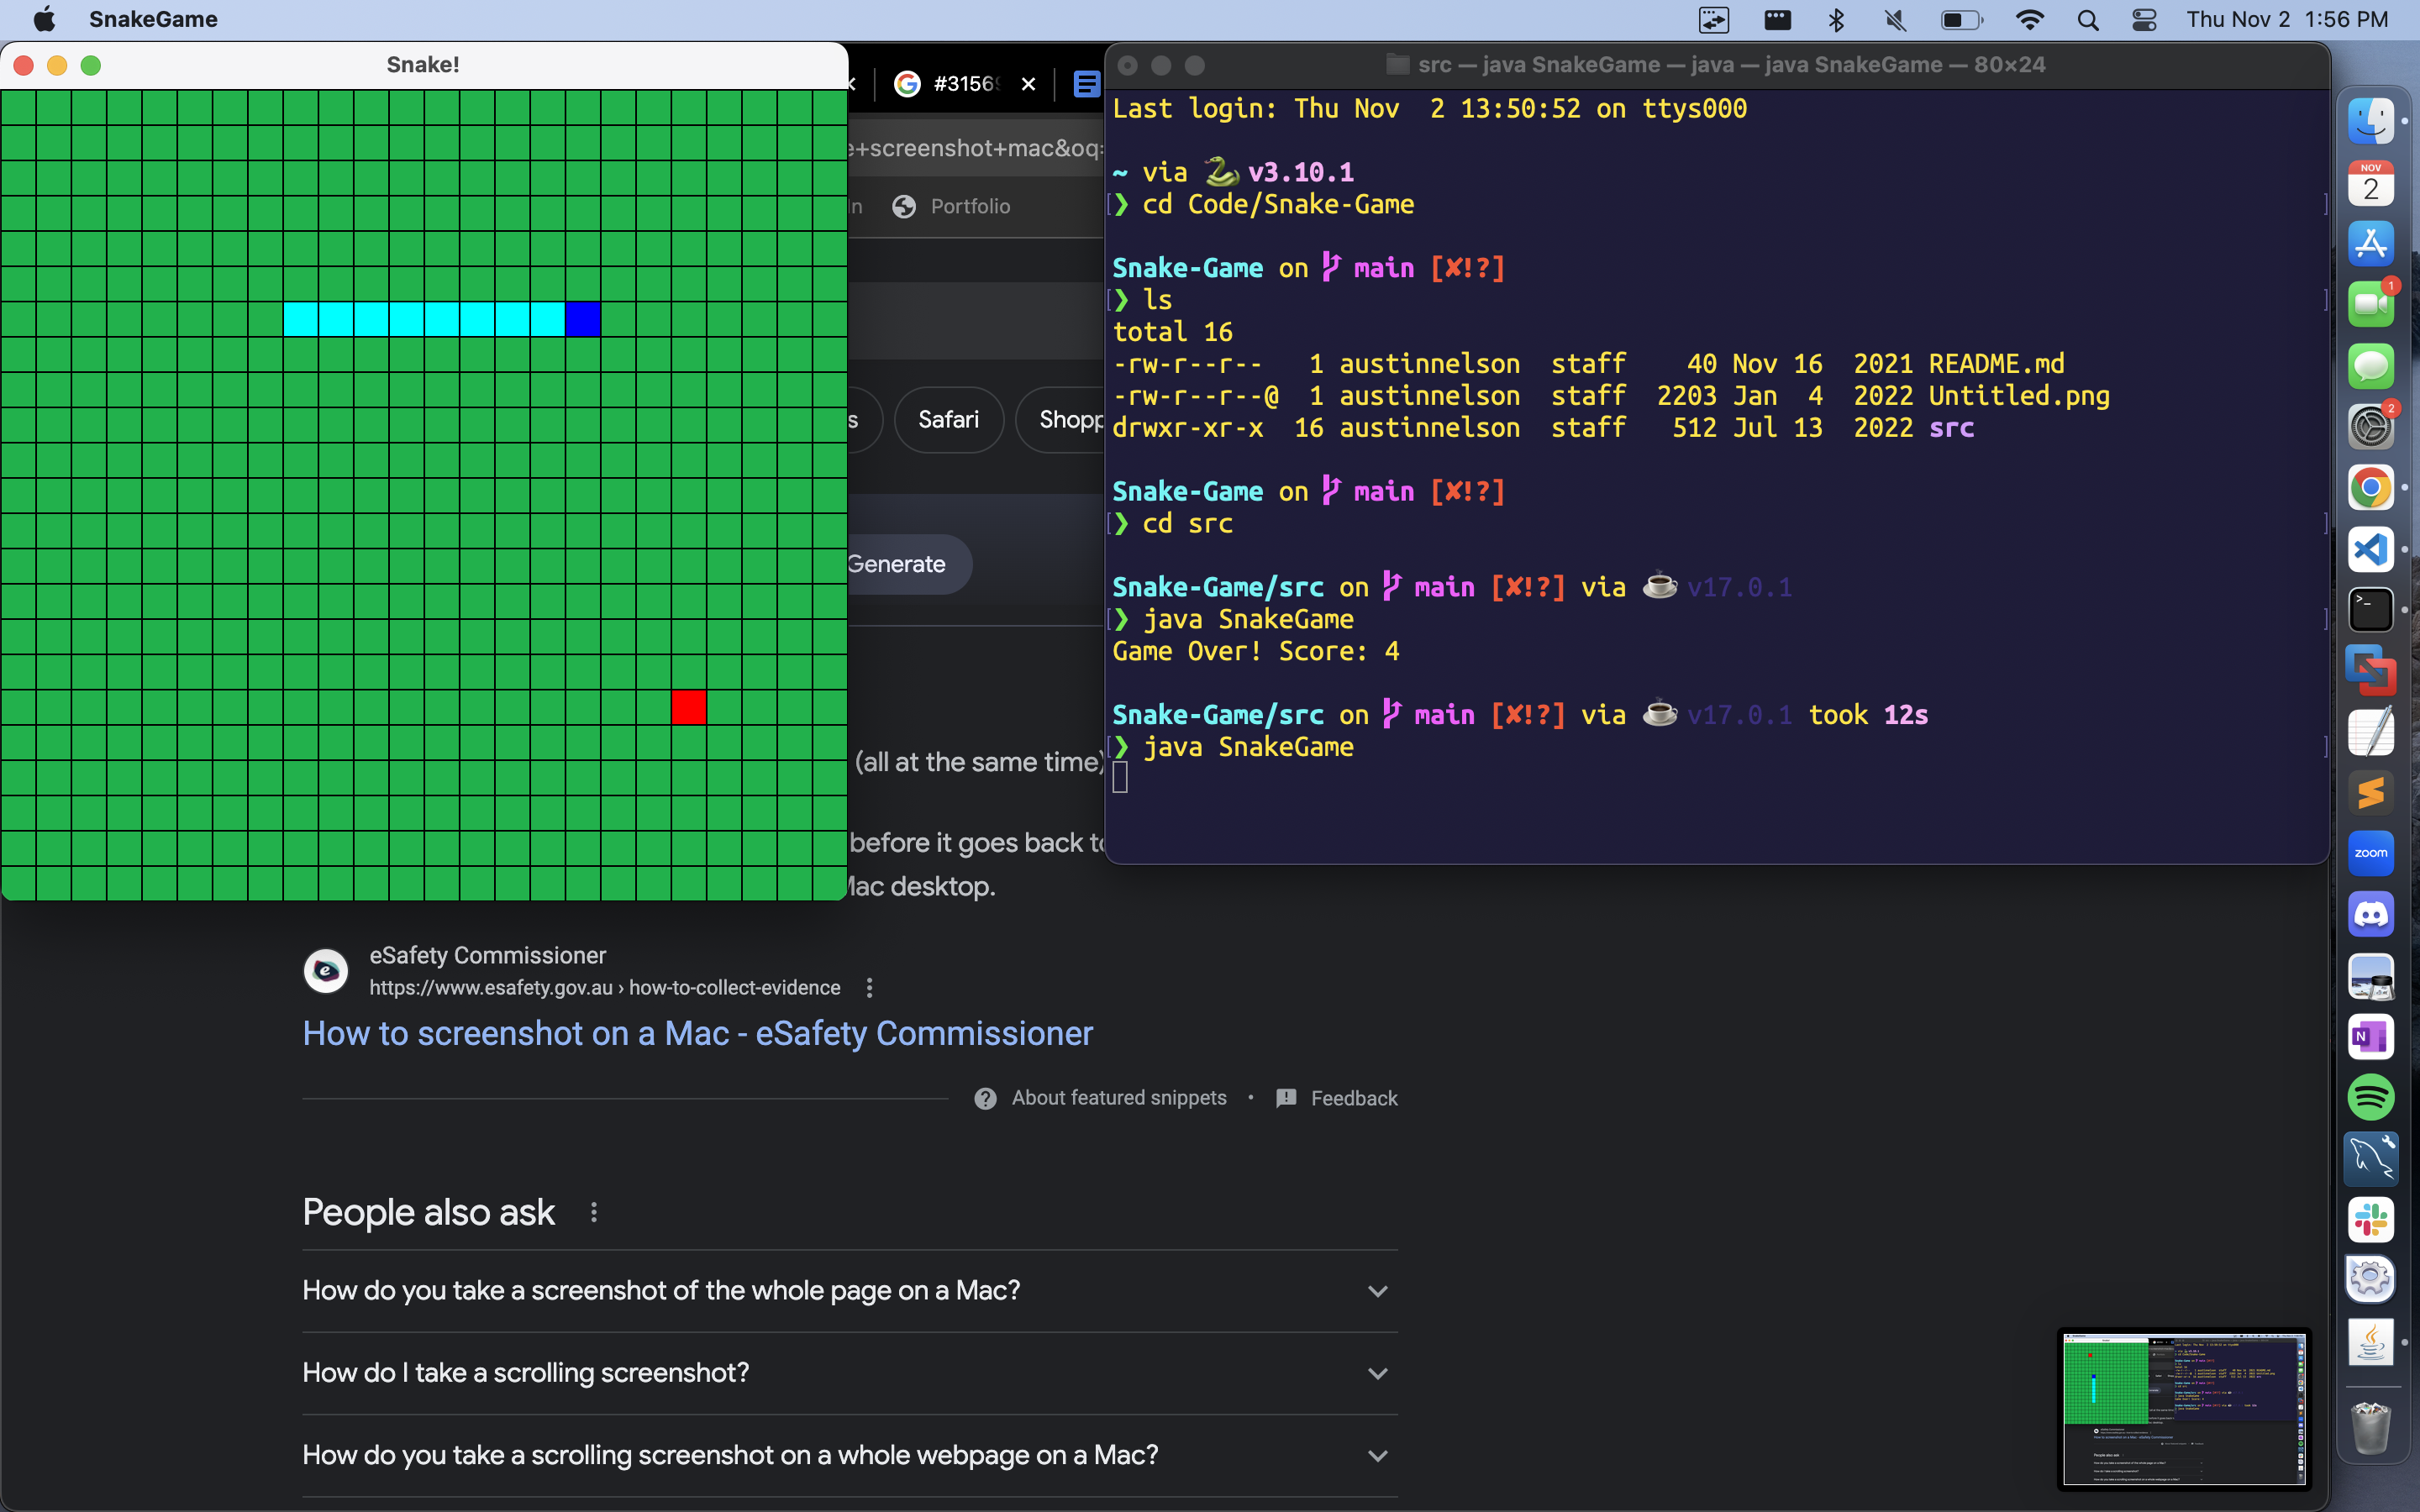 SnakeGame
Thu Nov 2 1:56 PM
Snake!
#3156
e+screenshot+mac&oq=
Portfolio
Safari
Shopp
Generate
(all at the same time)
before it goes back to
Mac desktop.
eSafety Commissioner
https://www.esafety.gov.au › how-to-collect-evidence
How to screenshot on a Mac - eSafety Commissioner
About featured snippets • Feedback
People also ask
How do you take a screenshot of the whole page on a Mac?
How do I take a scrolling screenshot?
How do you take a scrolling screenshot on a whole webpage on a Mac?
src — java SnakeGame — java — java SnakeGame — 80×24
Last login: Thu Nov  2 13:50:52 on ttys000
~ via 🐍 v3.10.1
❯ cd Code/Snake-Game
Snake-Game on main [✘!?]
❯ ls
total 16
-rw-r--r--   1 austinnelson  staff    40 Nov 16  2021 README.md
-rw-r--r--@  1 austinnelson  staff  2203 Jan  4  2022 Untitled.png
drwxr-xr-x  16 austinnelson  staff   512 Jul 13  2022 src
Snake-Game on main [✘!?]
❯ cd src
Snake-Game/src on main [✘!?] via ☕ v17.0.1
❯ java SnakeGame
Game Over! Score: 4
Snake-Game/src on main [✘!?] via ☕ v17.0.1 took 12s
❯ java SnakeGame
NOV
2
1
2
zoom